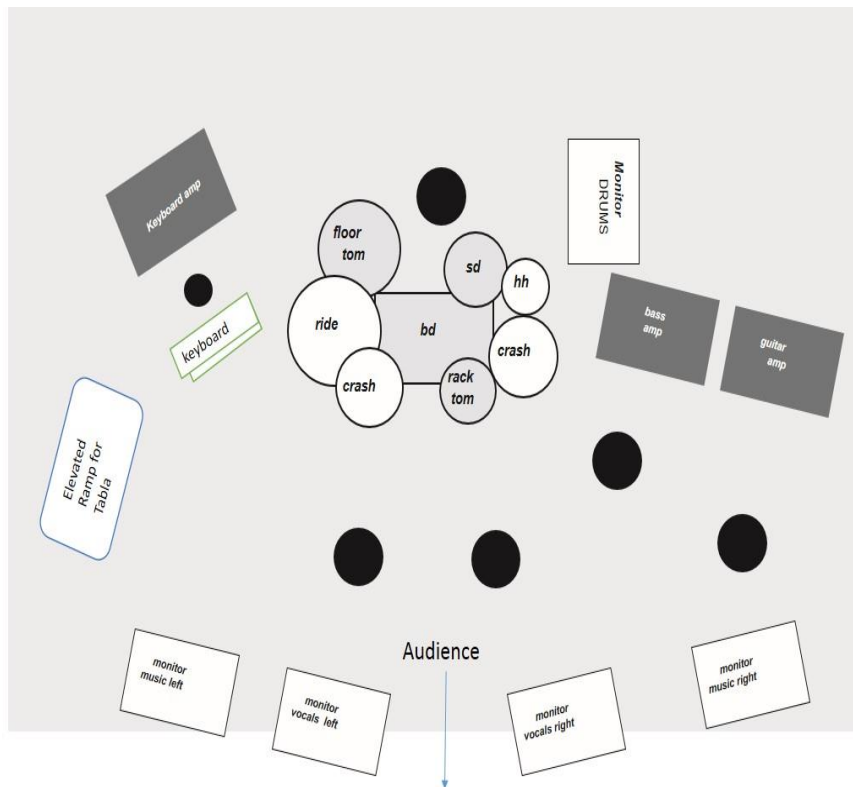 Keyboard amp
Monitor
DRUMS
floor
tom
sd
hh
bass
amp
guitar
amp
keyboard
ride
bd
crash
crash
rack
tom
Elevated
Ramp for
Tabla
Audience
monitor
music left
monitor
vocals left
monitor
vocals right
monitor
music right